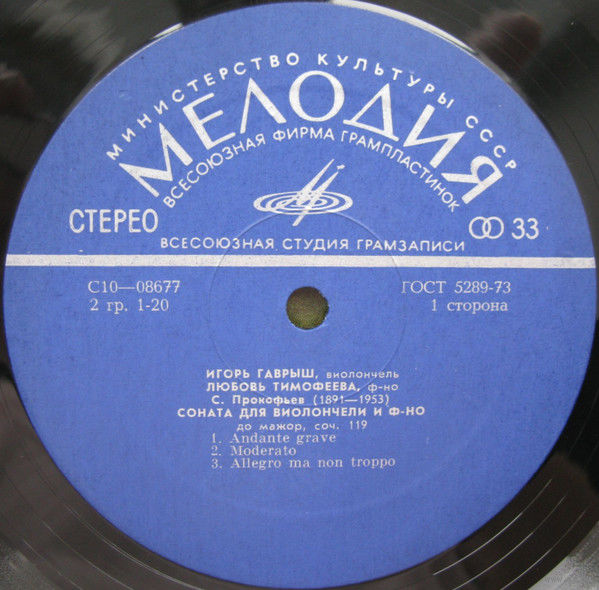 МИНИСТЕРСТВО КУЛЬТУРЫ СССР
МЕЛОДИЯ
ВСЕСОЮЗНАЯ ФИРМА ГРАМПЛАСТИНОК
СТЕРЕО
33
ВСЕСОЮЗНАЯ СТУДИЯ ГРАМЗАПИСИ
С10—08677
ГОСТ 5289-73
2 гр. 1-20
1 сторона
ИГОРЬ ГАВРЫШ, виолончель
ЛЮБОВЬ ТИМОФЕЕВА, ф-но
С. Прокофьев (1891—1953)
СОНАТА ДЛЯ ВИОЛОНЧЕЛИ И Ф-НО
до мажор, соч. 119
1. Andante grave
2. Moderato
3. Allegro ma non troppo